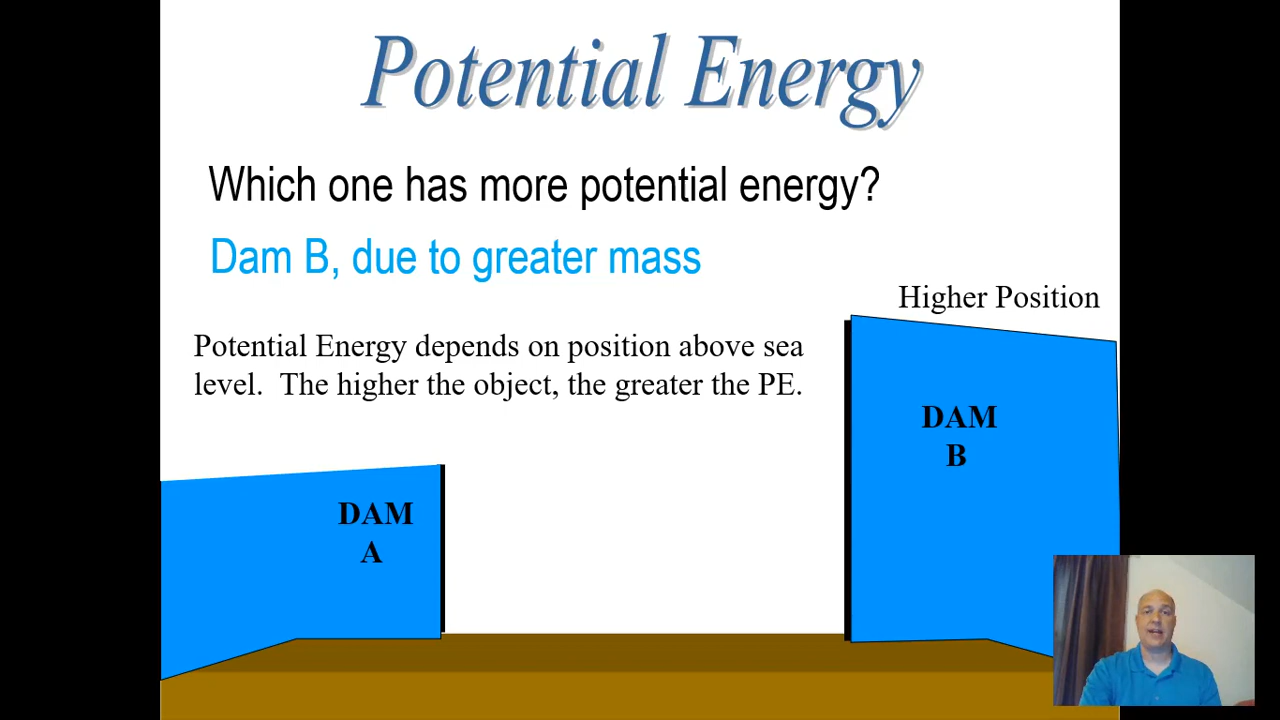 Potential Energy
Which one has more potential energy?
Dam B, due to greater mass
Higher Position
Potential Energy depends on position above sea
level.  The higher the object, the greater the PE.
DAM
B
DAM
A